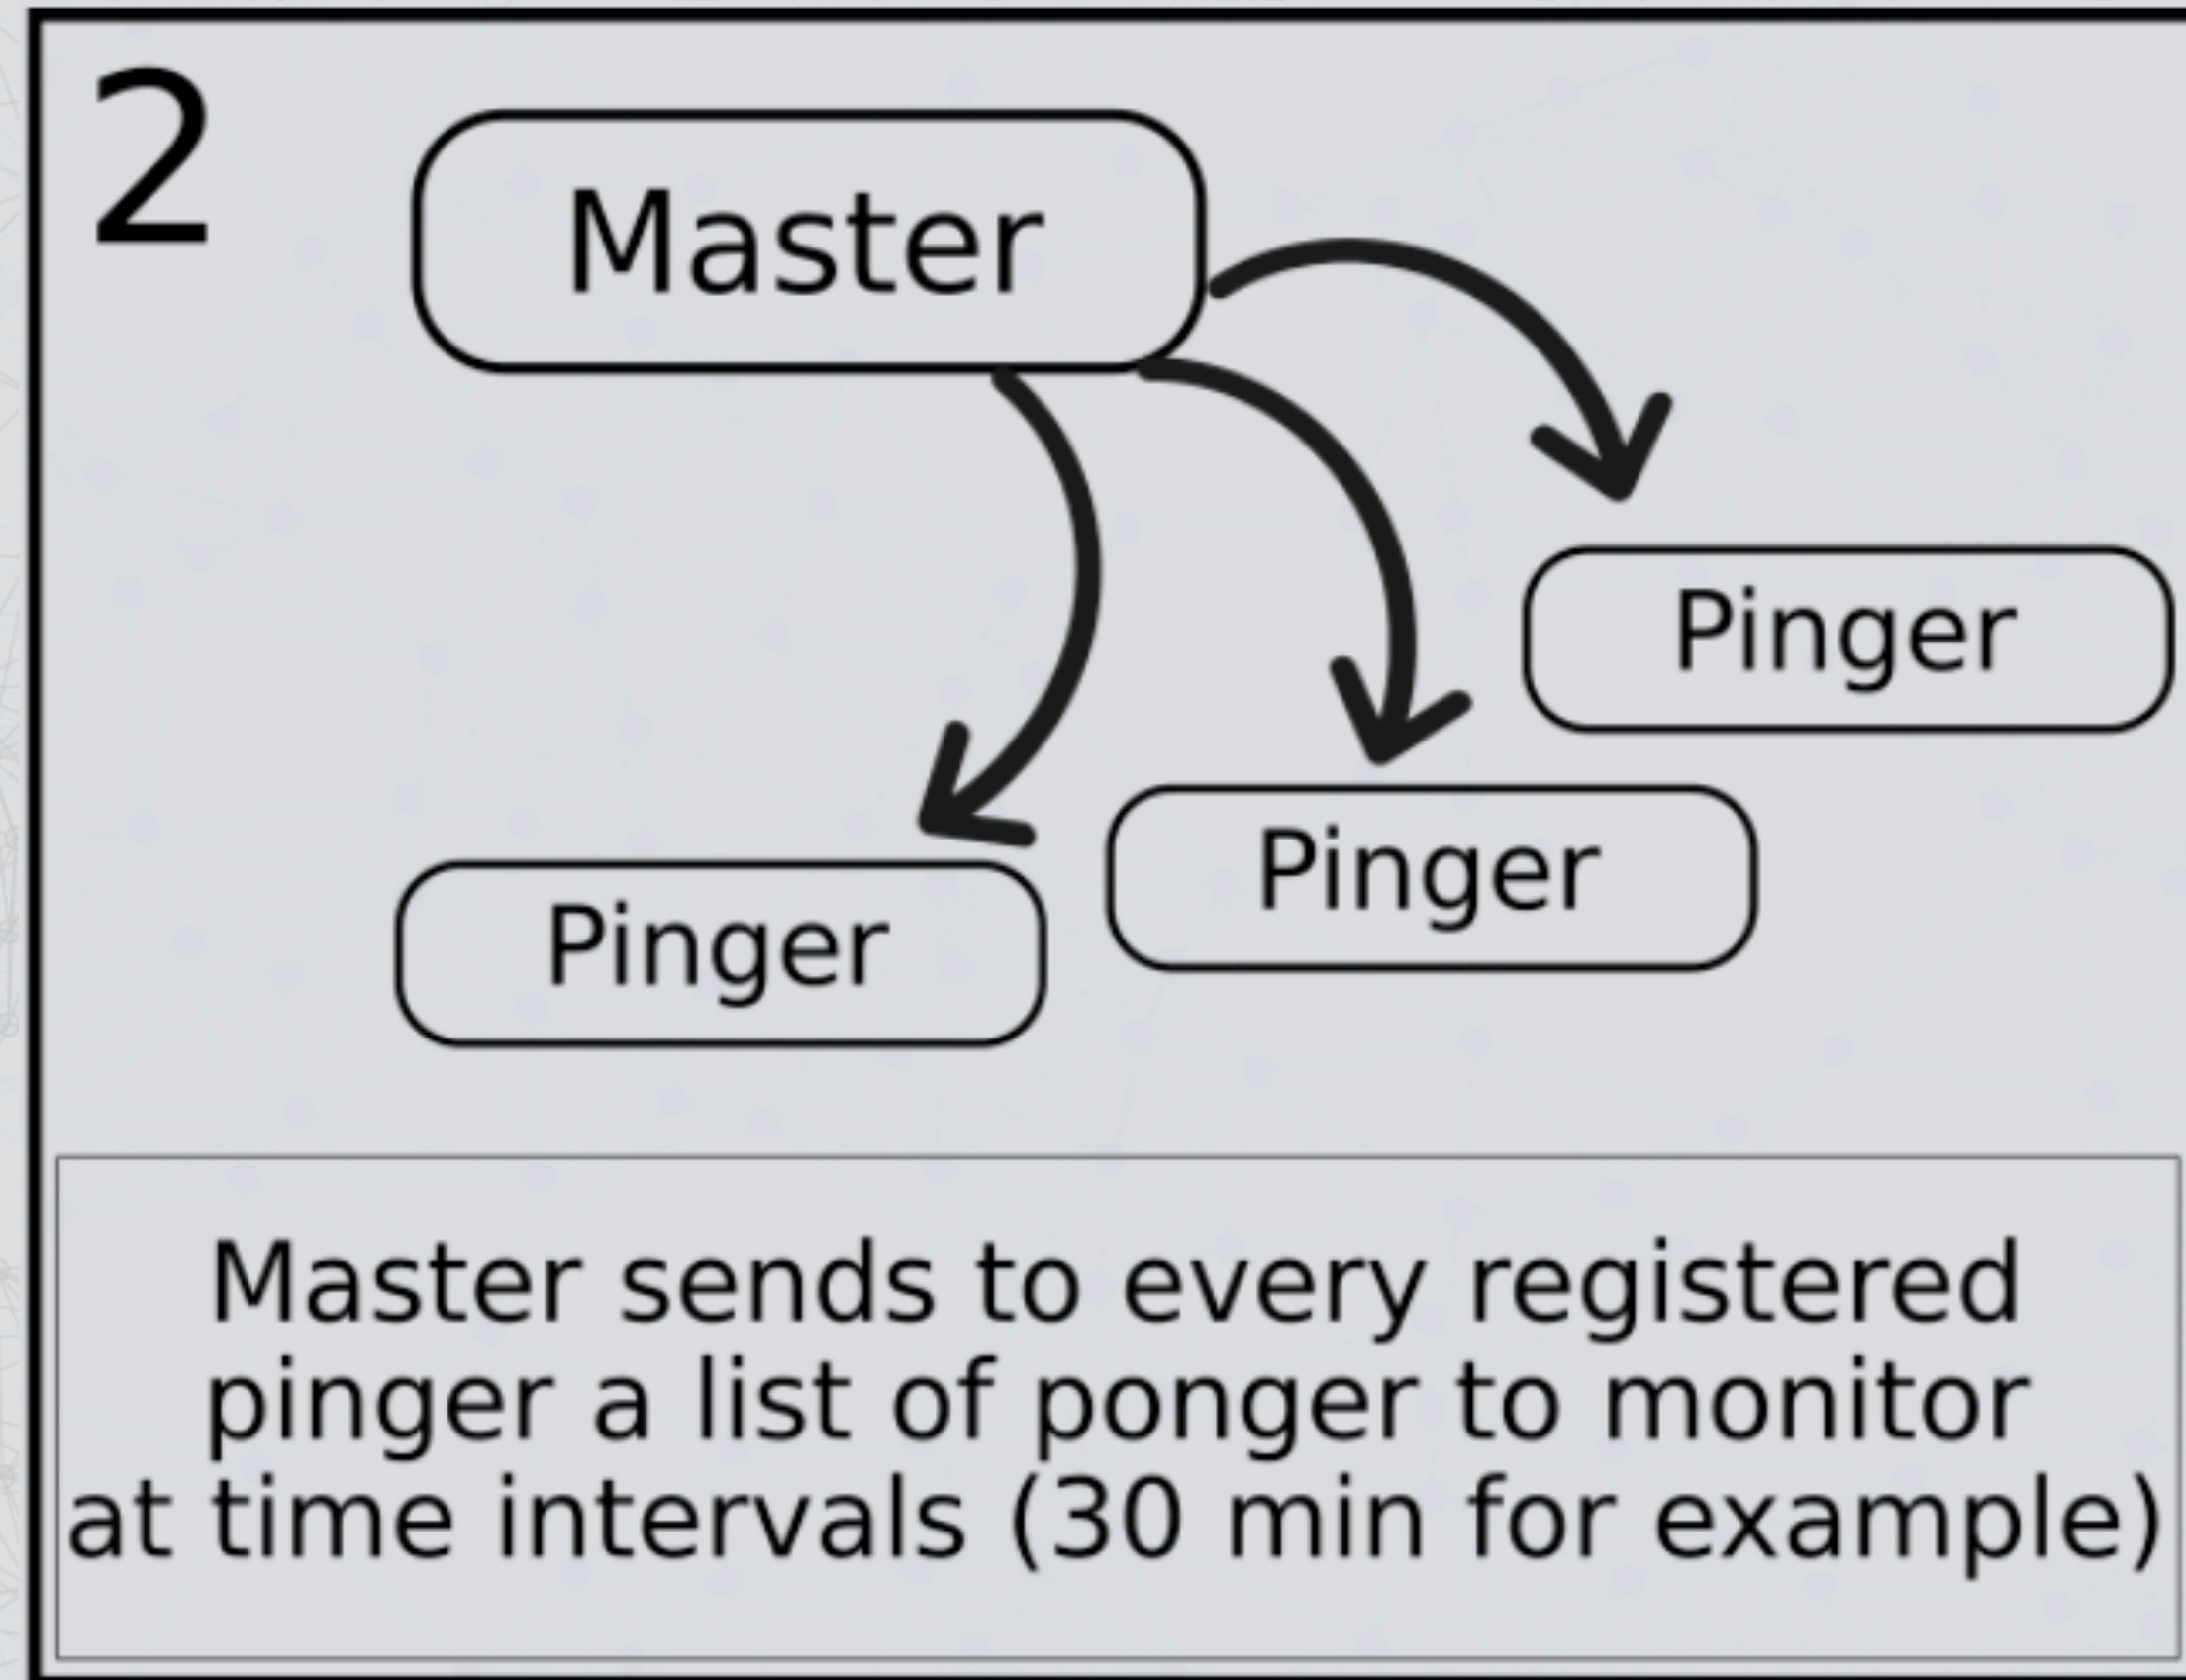 2
Master
Pinger
Pinger
Pinger
Master sends to every registered
pinger a list of ponger to monitor
at time intervals (30 min for example)